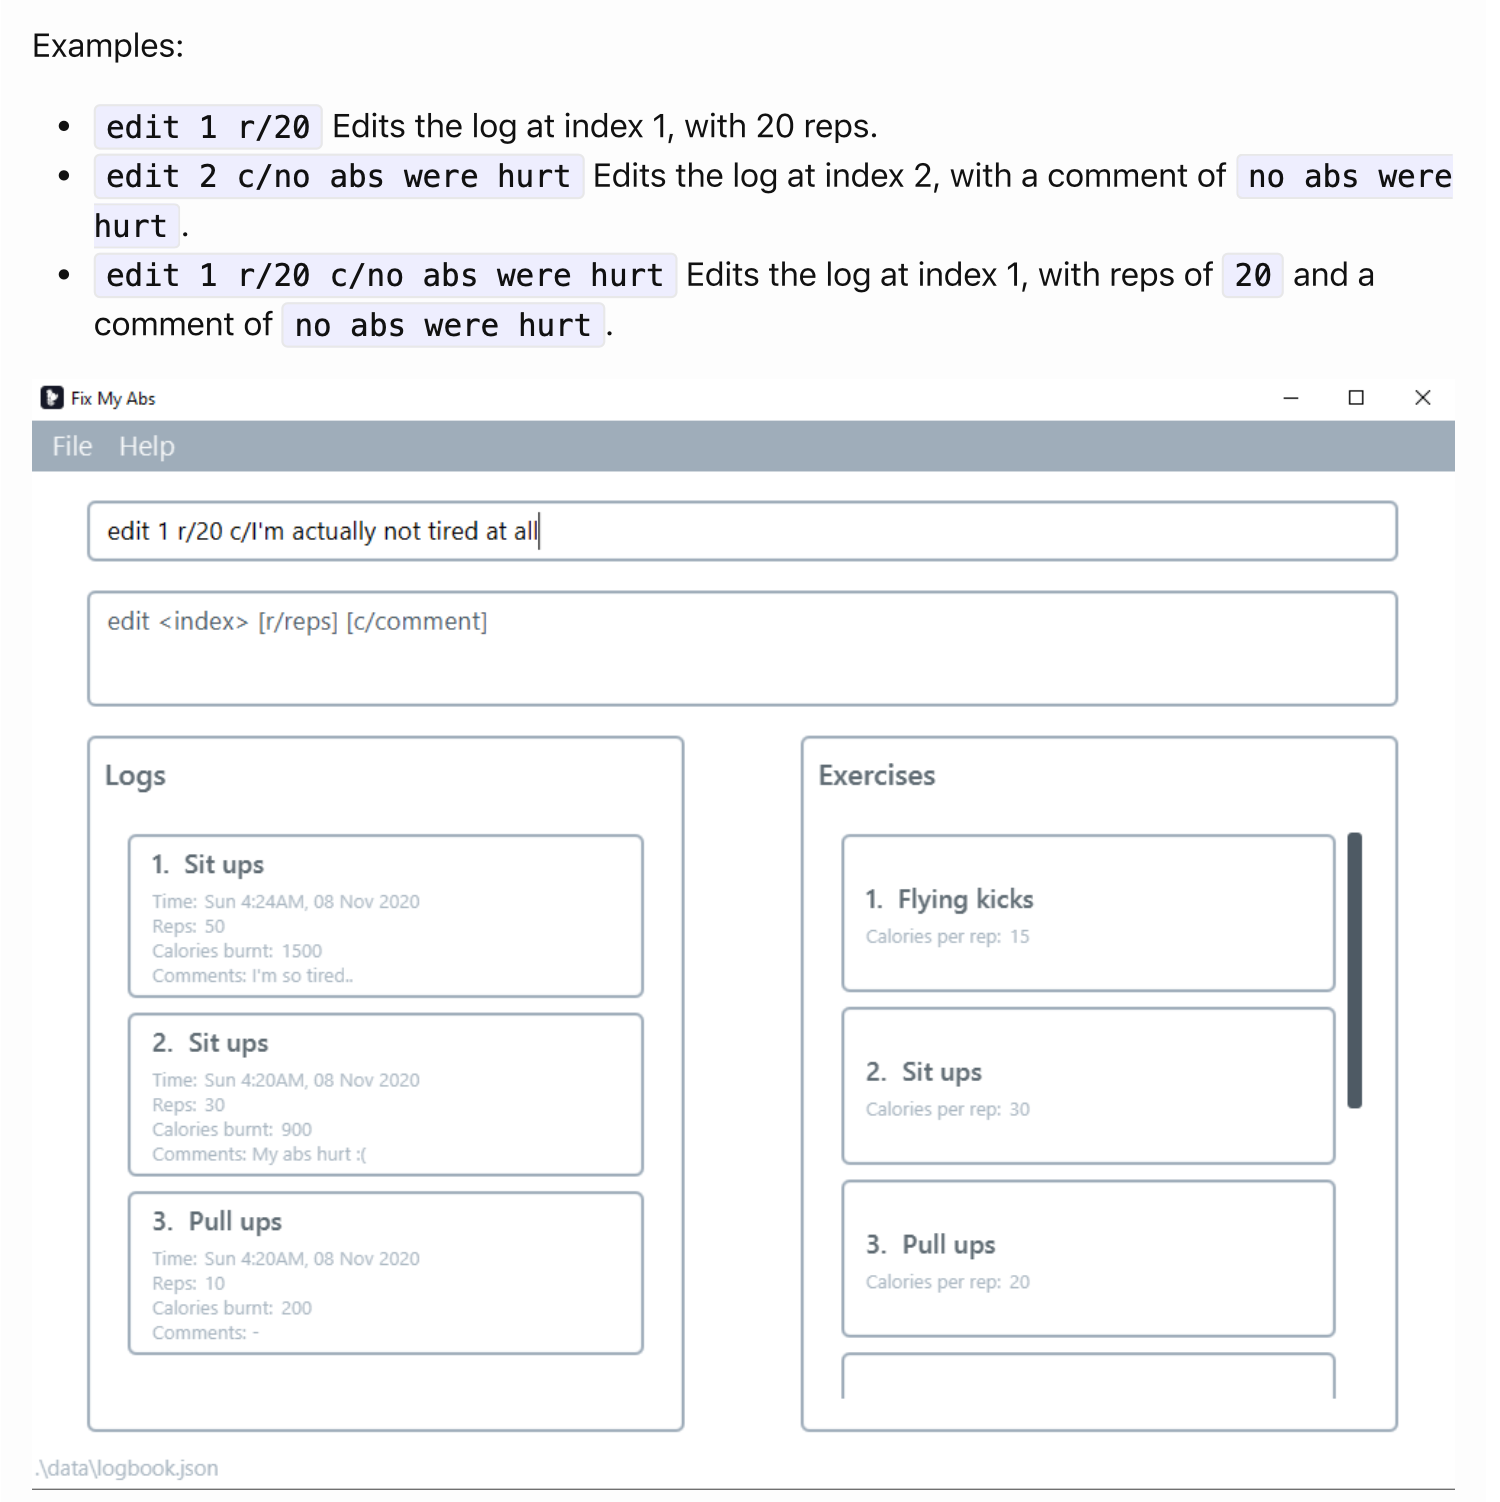 Examples:
edit 1 r/20 Edits the log at index 1, with 20 reps.
edit 2 c/no abs were hurt Edits the log at index 2, with a comment of no abs were
hurt .
edit 1 r/20 c/no abs were hurt Edits the log at index 1, with reps of 20 and a
comment of no abs were hurt .
Fix My Abs
File Help
edit 1 r/20 c/I'm actually not tired at all
edit <index> [r/reps] [c/comment]
Logs
1. Sit ups
Time: Sun 4:24AM, 08 Nov 2020
Reps: 50
Calories burnt: 1500
Comments: I'm so tired..
2. Sit ups
Time: Sun 4:20AM, 08 Nov 2020
Reps: 30
Calories burnt: 900
Comments: My abs hurt :(
3. Pull ups
Time: Sun 4:20AM, 08 Nov 2020
Reps: 10
Calories burnt: 200
Comments: -
Exercises
1. Flying kicks
Calories per rep: 15
2. Sit ups
Calories per rep: 30
3. Pull ups
Calories per rep: 20
.\data\logbook.json